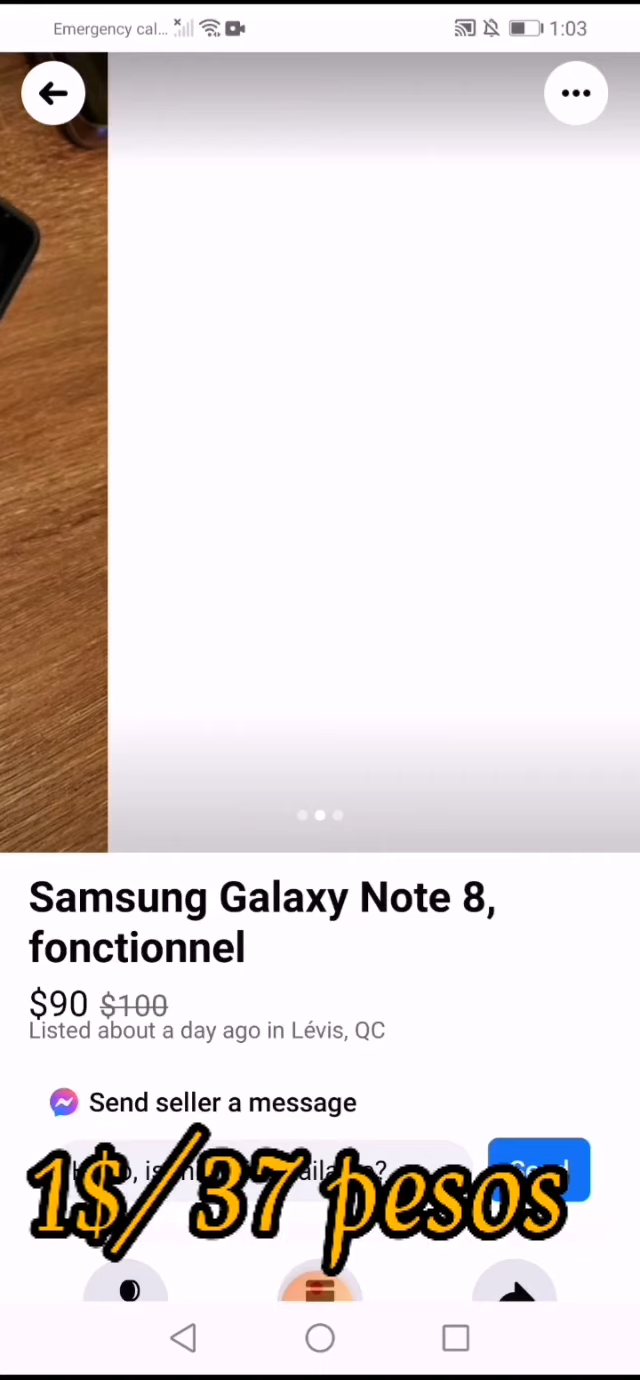 Emergency cal...
1:03
Samsung Galaxy Note 8,
fonctionnel
$90 $100
Listed about a day ago in Lévis, QC
Send seller a message
1$/37 pesos